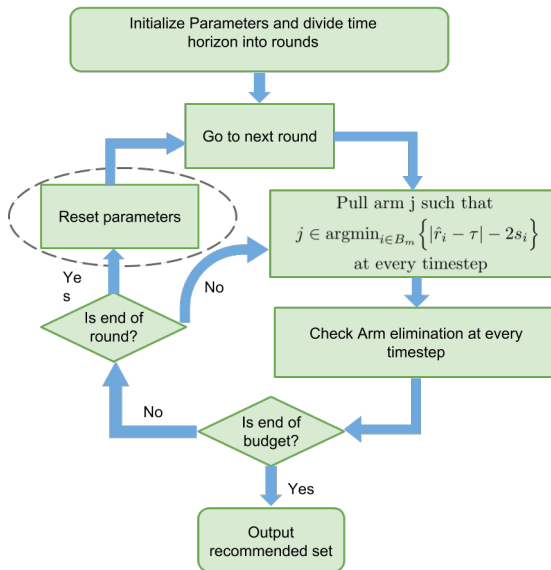 Initialize Parameters and divide time
horizon into rounds
Go to next round
Reset parameters
Pull arm j such that
j ∈ argmin_{i∈B_m} {|r̂_i − τ| − 2s_i}
at every timestep
Ye
s
No
Is end of
round?
Check Arm elimination at every
timestep
No
Is end of
budget?
Yes
Output
recommended set